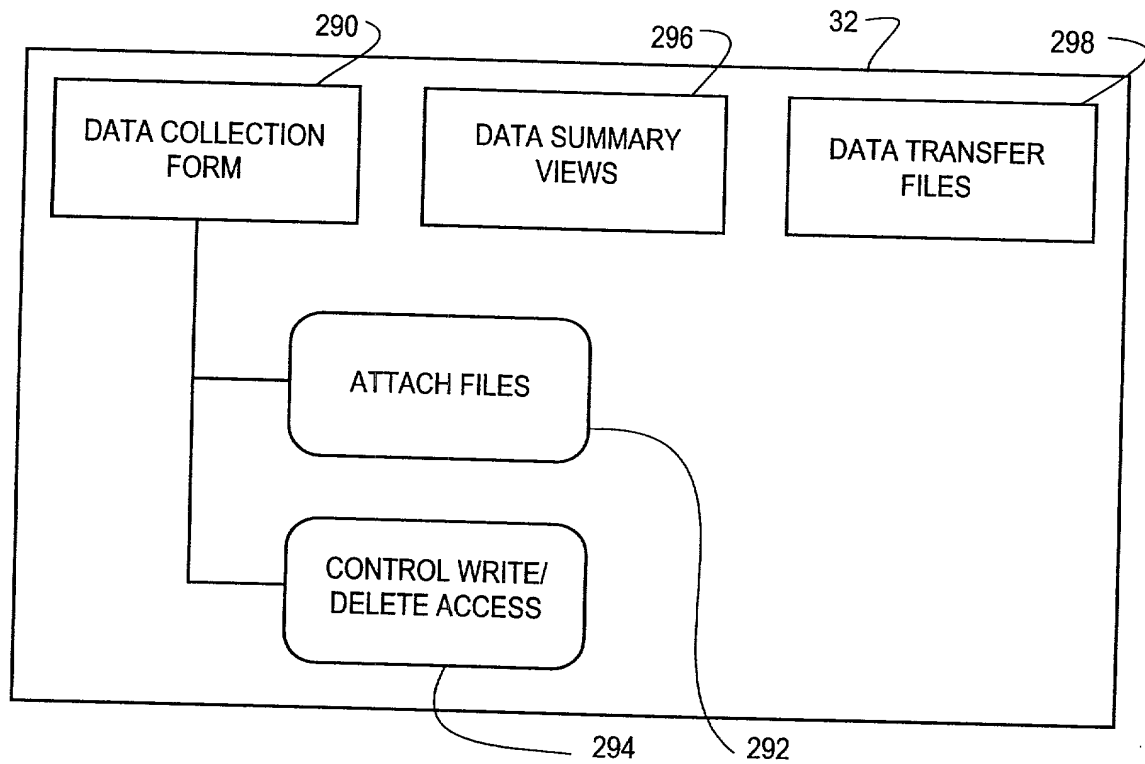 290
296
32
298
DATA COLLECTION
FORM
DATA SUMMARY
VIEWS
DATA TRANSFER
FILES
ATTACH FILES
CONTROL WRITE/
DELETE ACCESS
294
292